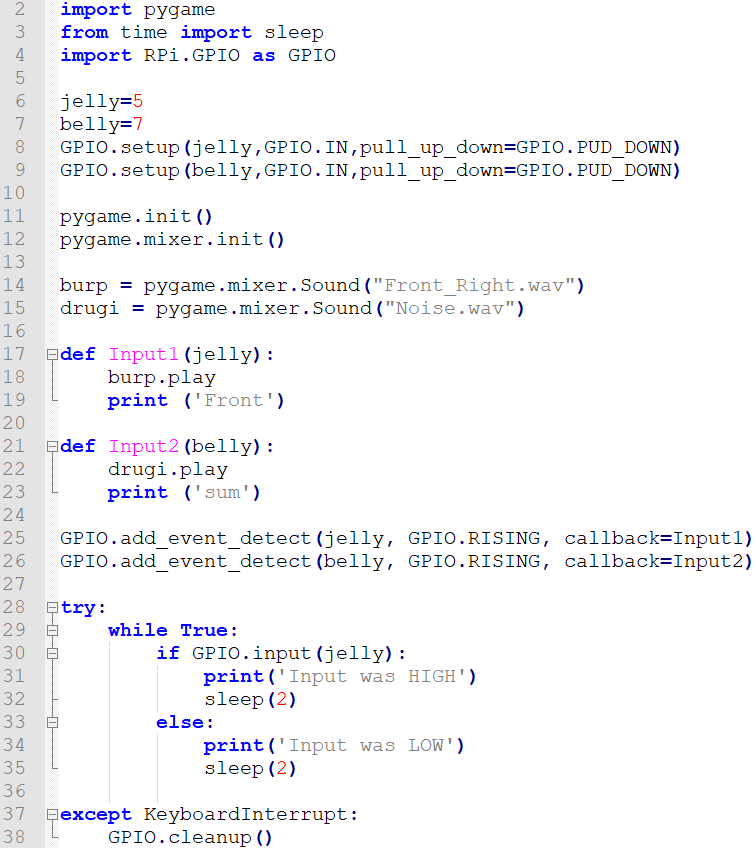 2 import pygame
3 from time import sleep
4 import RPi.GPIO as GPIO
5
6 jelly=5
7 belly=7
8 GPIO.setup(jelly,GPIO.IN,pull_up_down=GPIO.PUD_DOWN)
9 GPIO.setup(belly,GPIO.IN,pull_up_down=GPIO.PUD_DOWN)
10
11 pygame.init()
12 pygame.mixer.init()
13
14 burp = pygame.mixer.Sound("Front_Right.wav")
15 drugi = pygame.mixer.Sound("Noise.wav")
16
17 def Input1(jelly):
18     burp.play
19     print ('Front')
20
21 def Input2(belly):
22     drugi.play
23     print ('sum')
24
25 GPIO.add_event_detect(jelly, GPIO.RISING, callback=Input1)
26 GPIO.add_event_detect(belly, GPIO.RISING, callback=Input2)
27
28 try:
29     while True:
30         if GPIO.input(jelly):
31             print('Input was HIGH')
32             sleep(2)
33         else:
34             print('Input was LOW')
35             sleep(2)
36
37 except KeyboardInterrupt:
38     GPIO.cleanup()